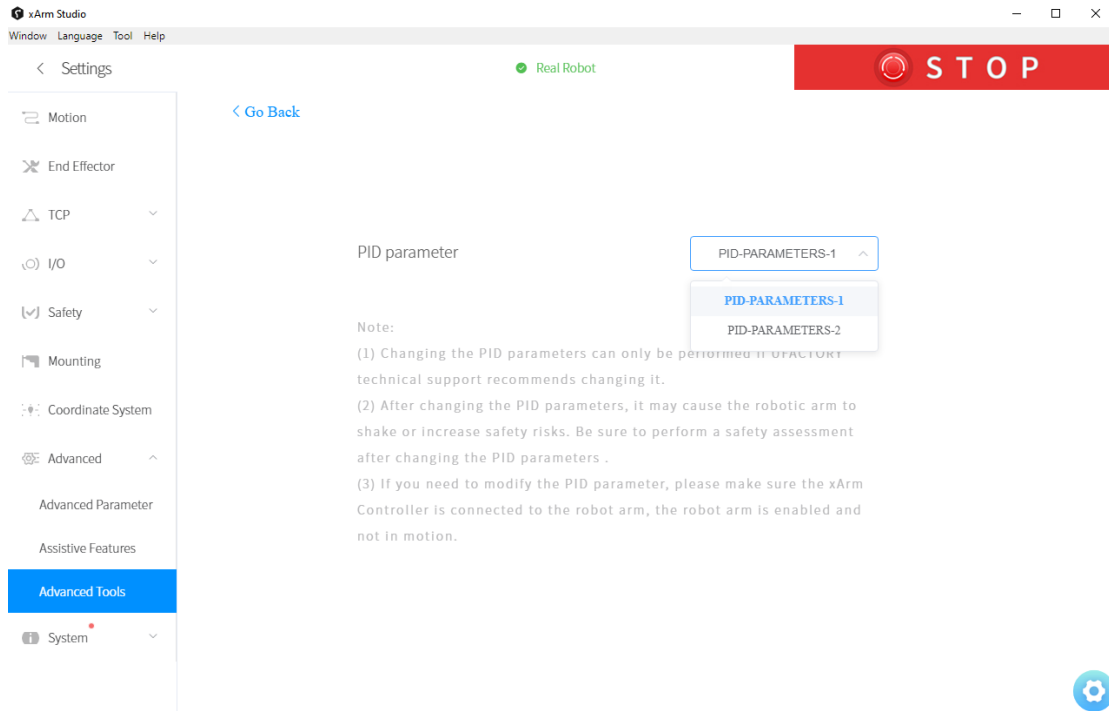 xArm Studio
Window Language Tool Help
Settings
Real Robot
STOP
Motion
< Go Back
End Effector
TCP
I/O
PID parameter
PID-PARAMETERS-1
PID-PARAMETERS-1
PID-PARAMETERS-2
Safety
Note:
(1) Changing the PID parameters can only be performed if UFACTORY
technical support recommends changing it.
(2) After changing the PID parameters, it may cause the robotic arm to
shake or increase safety risks. Be sure to perform a safety assessment
after changing the PID parameters .
(3) If you need to modify the PID parameter, please make sure the xArm
Controller is connected to the robot arm, the robot arm is enabled and
not in motion.
Mounting
Coordinate System
Advanced
Advanced Parameter
Assistive Features
Advanced Tools
System